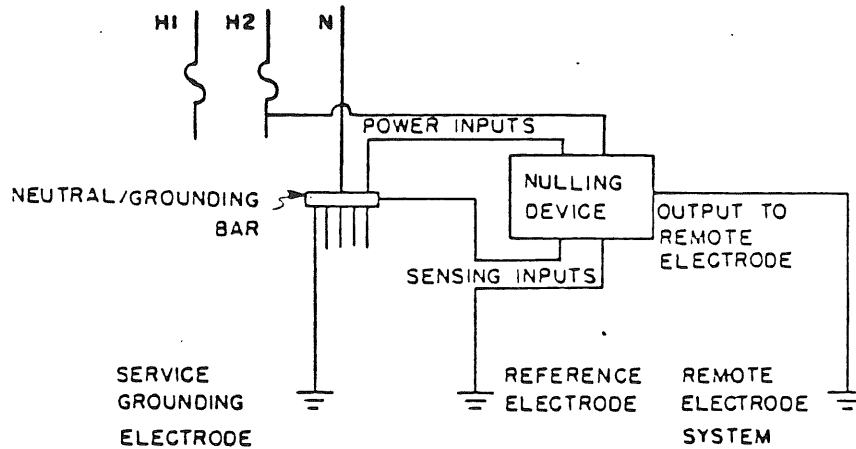 H1 H2 N
POWER INPUTS
NEUTRAL/GROUNDING
BAR
NULLING
DEVICE
OUTPUT TO
REMOTE
ELECTRODE
SENSING INPUTS
SERVICE
GROUNDING
ELECTRODE
REFERENCE
ELECTRODE
REMOTE
ELECTRODE
SYSTEM